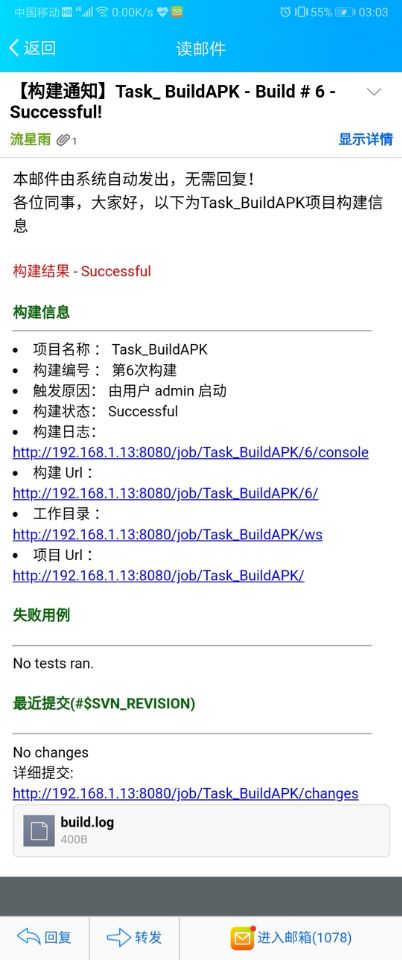 中国移动 HD 46 0.00K/s 55% 03:03
返回 读邮件
【构建通知】Task_ BuildAPK - Build # 6 -
Successful!
流星雨 1 显示详情
本邮件由系统自动发出，无需回复！
各位同事，大家好，以下为Task_BuildAPK项目构建信
息
构建结果 - Successful
构建信息
• 项目名称 ： Task_BuildAPK
• 构建编号 ： 第6次构建
• 触发原因： 由用户 admin 启动
• 构建状态： Successful
• 构建日志：
http://192.168.1.13:8080/job/Task_BuildAPK/6/console
• 构建 Url ：
http://192.168.1.13:8080/job/Task_BuildAPK/6/
• 工作目录 ：
http://192.168.1.13:8080/job/Task_BuildAPK/ws
• 项目 Url ：
http://192.168.1.13:8080/job/Task_BuildAPK/
失败用例
No tests ran.
最近提交(#$SVN_REVISION)
No changes
详细提交:
http://192.168.1.13:8080/job/Task_BuildAPK/changes
build.log
400B
回复 转发 进入邮箱(1078)